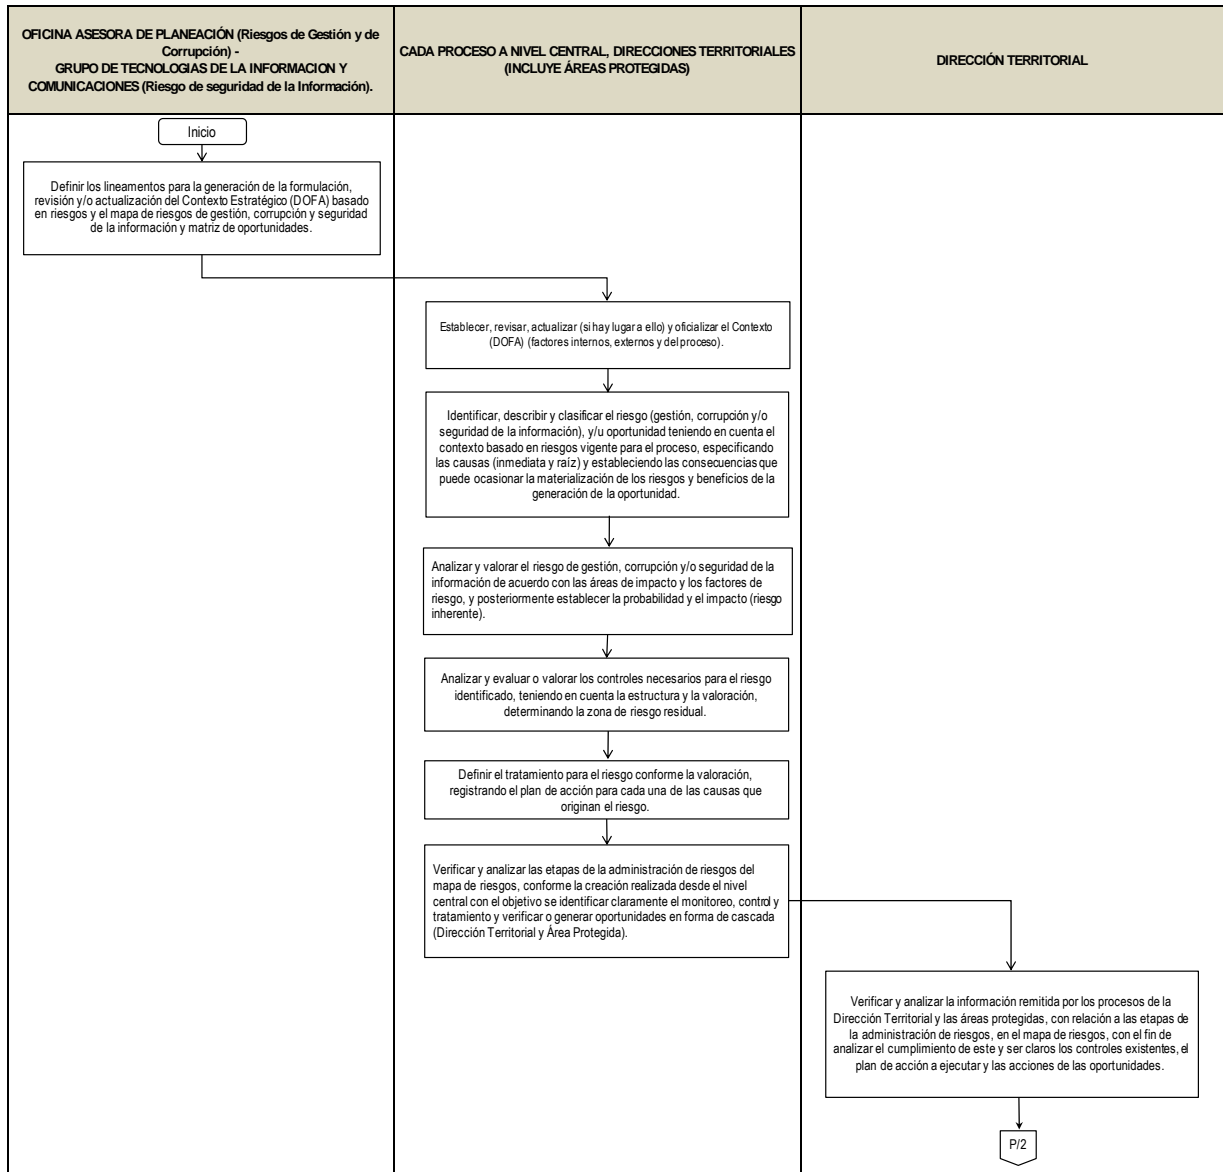 OFICINA ASESORA DE PLANEACIÓN (Riesgos de Gestión y de
Corrupción) -
GRUPO DE TECNOLOGIAS DE LA INFORMACION Y
COMUNICACIONES (Riesgo de seguridad de la Información).
CADA PROCESO A NIVEL CENTRAL, DIRECCIONES TERRITORIALES
(INCLUYE ÁREAS PROTEGIDAS)
DIRECCIÓN TERRITORIAL
Inicio
Definir los lineamentos para la generación de la formulación,
revisión y/o actualización del Contexto Estratégico (DOFA) basado
en riesgos y el mapa de riesgos de gestión, corrupción y seguridad
de la información y matriz de oportunidades.
Establecer, revisar, actualizar (si hay lugar a ello) y oficializar el Contexto
(DOFA) (factores internos, externos y del proceso).
Identificar, describir y clasificar el riesgo (gestión, corrupción y/o
seguridad de la información), y/u oportunidad teniendo en cuenta el
contexto basado en riesgos vigente para el proceso, especificando
las causas (inmediata y raíz) y estableciendo las consecuencias que
puede ocasionar la materialización de los riesgos y beneficios de la
generación de la oportunidad.
Analizar y valorar el riesgo de gestión, corrupción y/o seguridad de la
información de acuerdo con las áreas de impacto y los factores de
riesgo, y posteriormente establecer la probabilidad y el impacto (riesgo
inherente).
Analizar y evaluar o valorar los controles necesarios para el riesgo
identificado, teniendo en cuenta la estructura y la valoración,
determinando la zona de riesgo residual.
Definir el tratamiento para el riesgo conforme la valoración,
registrando el plan de acción para cada una de las causas que
originan el riesgo.
Verificar y analizar las etapas de la administración de riesgos del
mapa de riesgos, conforme la creación realizada desde el nivel
central con el objetivo se identificar claramente el monitoreo, control y
tratamiento y verificar o generar oportunidades en forma de cascada
(Dirección Territorial y Área Protegida).
Verificar y analizar la información remitida por los procesos de la
Dirección Territorial y las áreas protegidas, con relación a las etapas de
la administración de riesgos, en el mapa de riesgos, con el fin de
analizar el cumplimiento de este y ser claros los controles existentes, el
plan de acción a ejecutar y las acciones de las oportunidades.
P/2